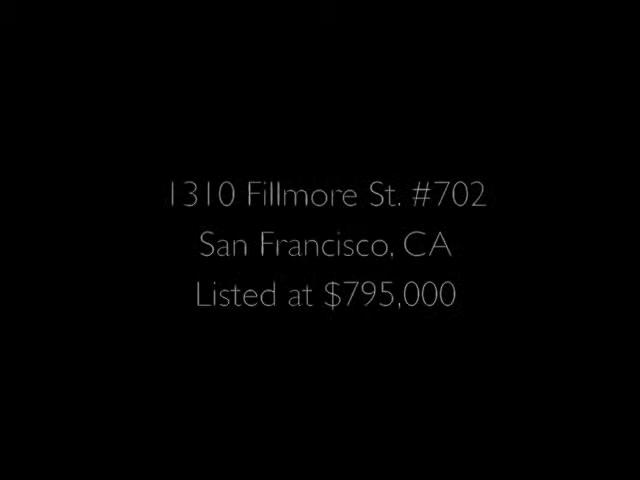 1310 Fillmore St. #702
San Francisco, CA
Listed at $795,000